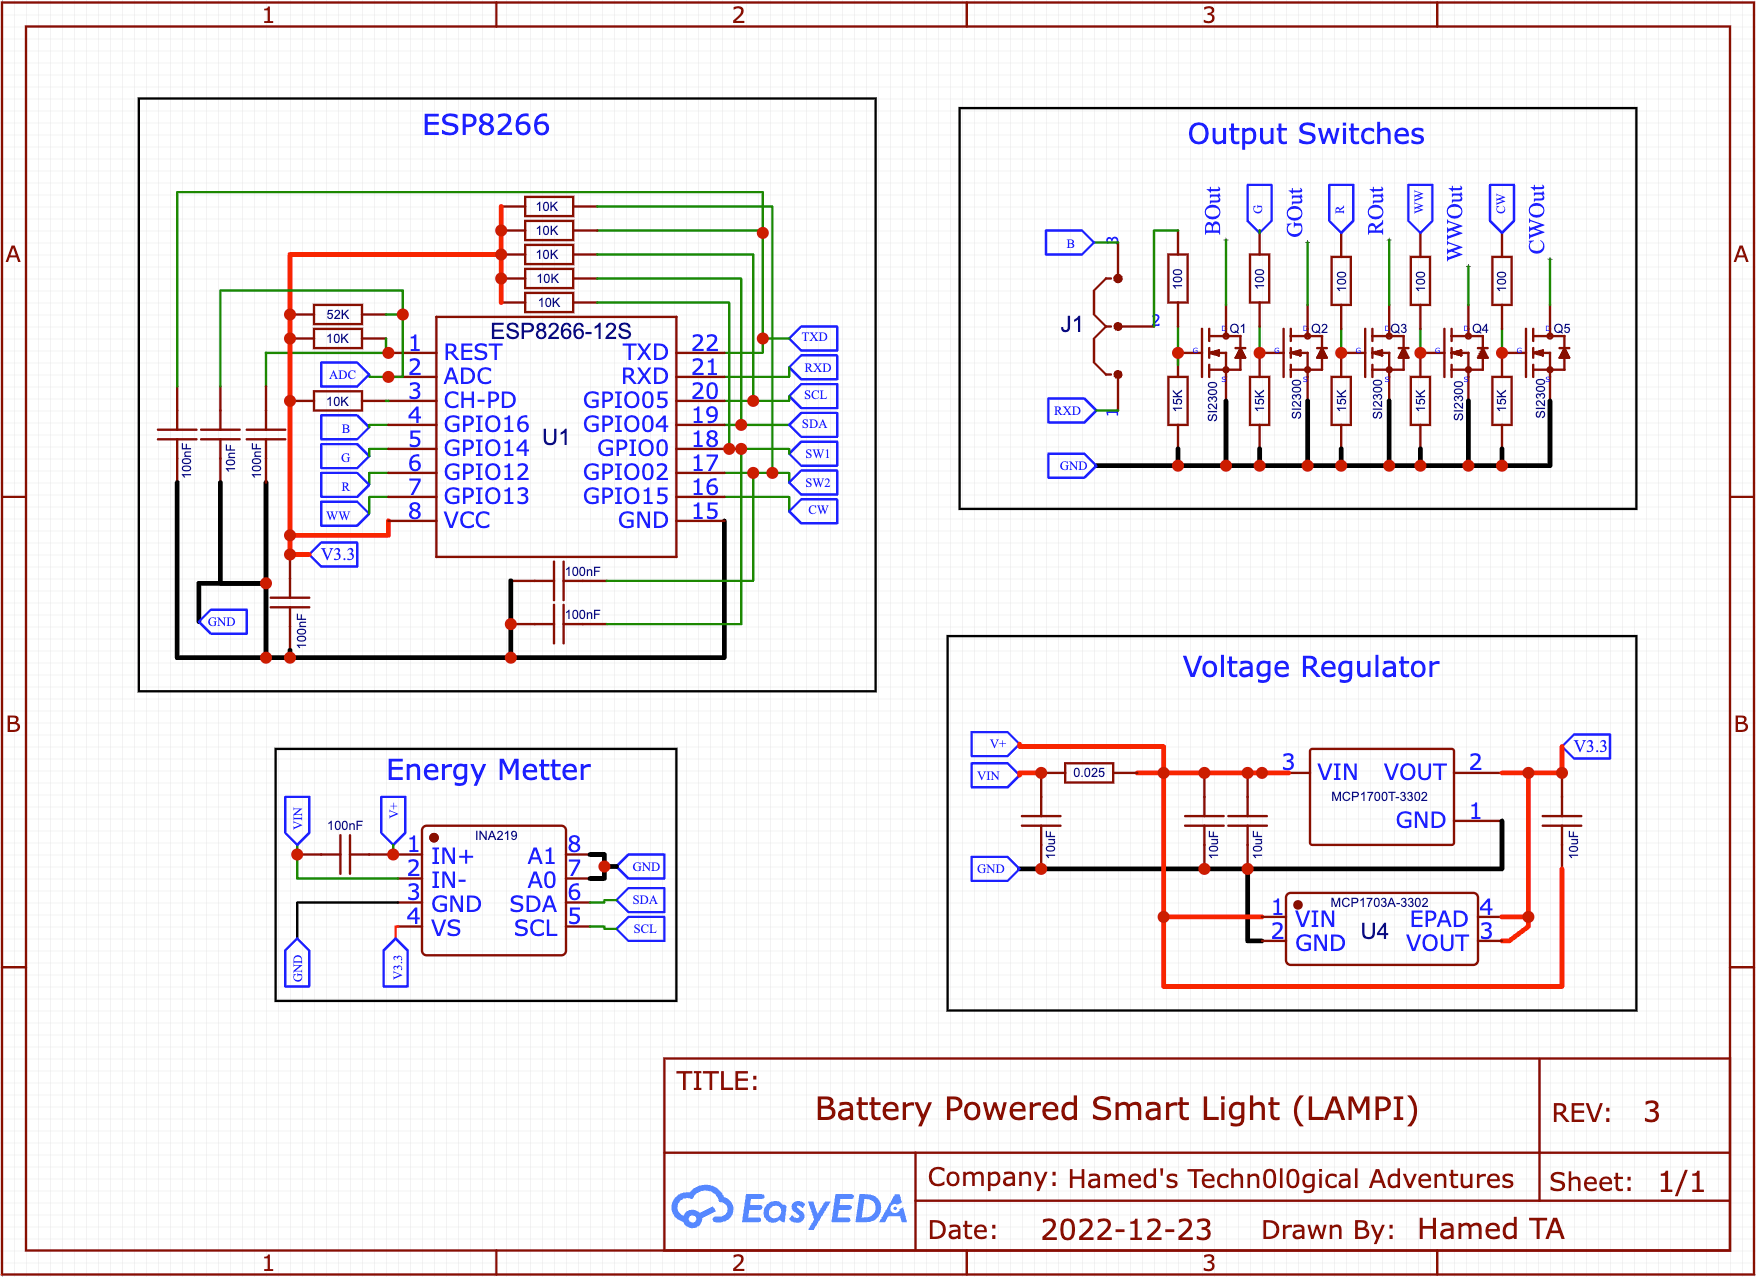 1
2
3
A
A
B
B
ESP8266
10K
10K
10K
10K
10K
52K
10K
10K
ESP8266-12S
U1
1 REST
2 ADC
3 CH-PD
4 GPIO16
5 GPIO14
6 GPIO12
7 GPIO13
8 VCC
TXD 22
RXD 21
GPIO05 20
GPIO04 19
GPIO0 18
GPIO02 17
GPIO15 16
GND 15
ADC
B
G
R
WW
V3.3
GND
TXD
RXD
SCL
SDA
SW1
SW2
CW
100nF
10nF
100nF
100nF
100nF
100nF
Output Switches
B
3
J1
2
RXD
1
GND
BOut
G
GOut
R
ROut
WW
WWOut
CW
CWOut
100
100
100
100
100
D
D
D
D
D
Q1
Q2
Q3
Q4
Q5
G
G
G
G
G
S
S
S
S
S
15K
SI2300
15K
SI2300
15K
SI2300
15K
SI2300
15K
SI2300
Energy Metter
VIN
100nF
V+
INA219
1 IN+
2 IN-
3 GND
4 VS
A1 8
A0 7
SDA 6
SCL 5
GND
SDA
SCL
GND
V3.3
Voltage Regulator
V+
VIN
0.025
GND
10uF
10uF
10uF
10uF
3 VIN VOUT 2
MCP1700T-3302
GND 1
V3.3
MCP1703A-3302
1 VIN EPAD 4
U4
2 GND VOUT 3
TITLE:
Battery Powered Smart Light (LAMPI)
REV: 3
EasyEDA
Company: Hamed's Techn0l0gical Adventures
Sheet: 1/1
Date: 2022-12-23
Drawn By: Hamed TA
1
2
3